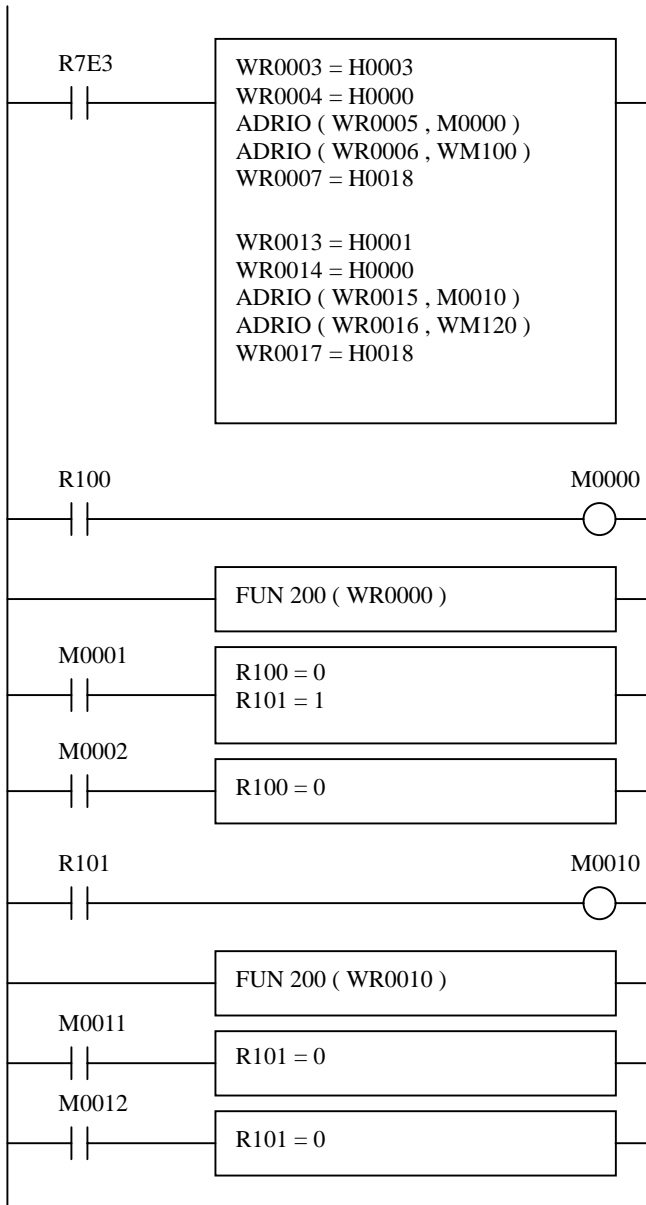 R7E3
WR0003 = H0003
WR0004 = H0000
ADRIO ( WR0005 , M0000 )
ADRIO ( WR0006 , WM100 )
WR0007 = H0018
WR0013 = H0001
WR0014 = H0000
ADRIO ( WR0015 , M0010 )
ADRIO ( WR0016 , WM120 )
WR0017 = H0018
R100
M0000
FUN 200 ( WR0000 )
M0001
R100 = 0
R101 = 1
M0002
R100 = 0
R101
M0010
FUN 200 ( WR0010 )
M0011
R101 = 0
M0012
R101 = 0